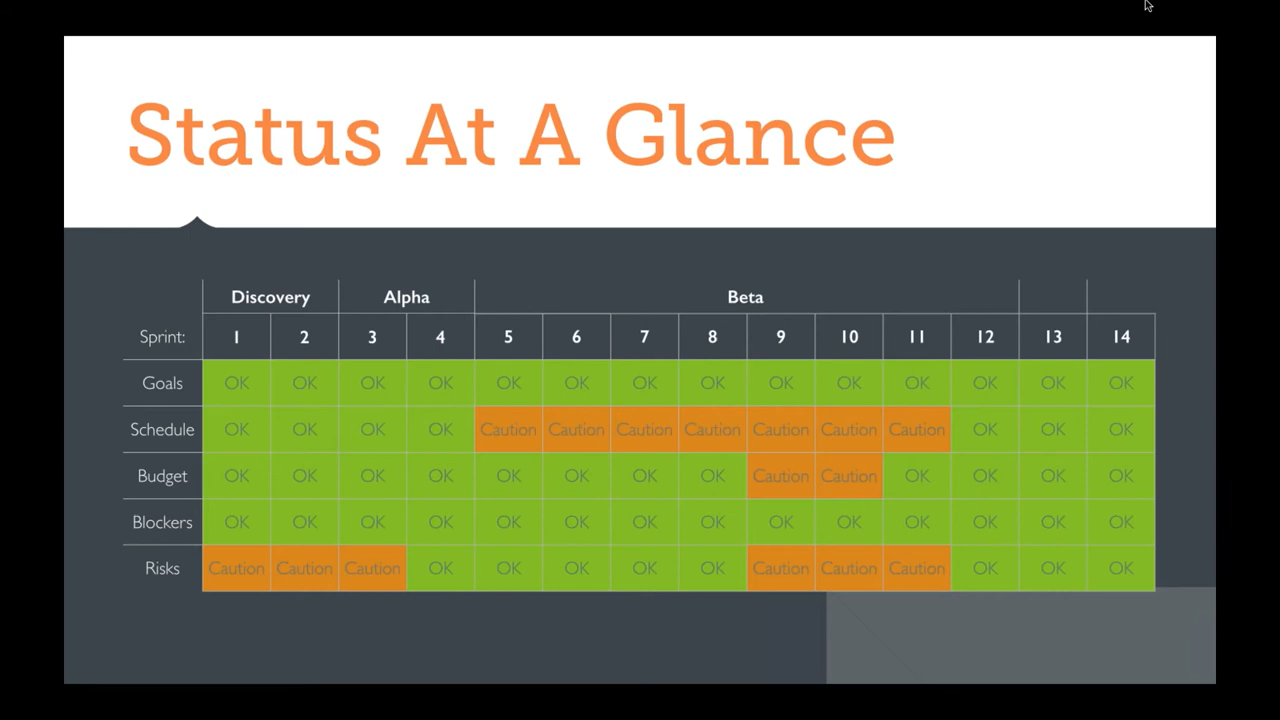 Status At A Glance
Discovery Alpha Beta
Sprint: 1 2 3 4 5 6 7 8 9 10 11 12 13 14
Goals OK OK OK OK OK OK OK OK OK OK OK OK OK OK
Schedule OK OK OK OK Caution Caution Caution Caution Caution Caution Caution OK OK OK
Budget OK OK OK OK OK OK OK OK Caution Caution OK OK OK OK
Blockers OK OK OK OK OK OK OK OK OK OK OK OK OK OK
Risks Caution Caution Caution OK OK OK OK OK Caution Caution Caution OK OK OK